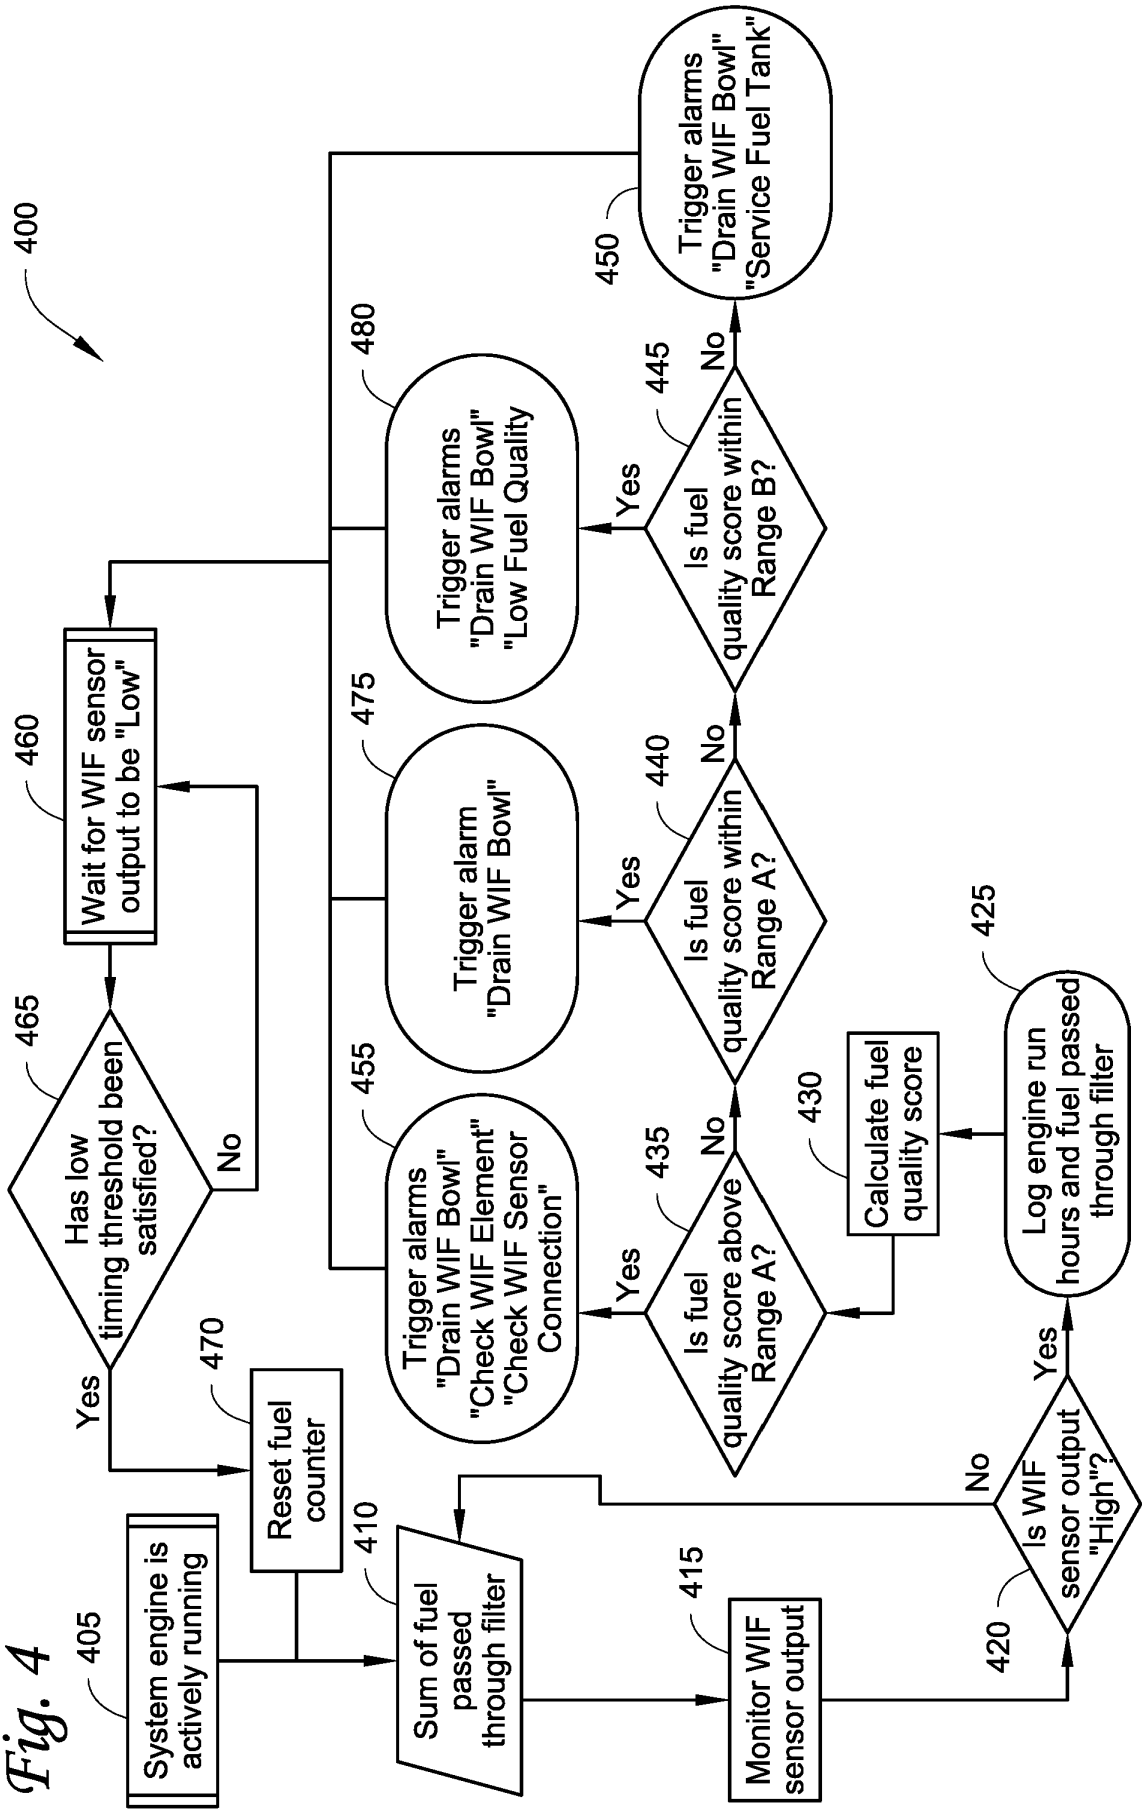 Fig. 4
400
405
System engine is
actively running
410
Sum of fuel
passed
through filter
415
Monitor WIF
sensor output
420
Is WIF
sensor output
"High"?
No
Yes
425
Log engine run
hours and fuel passed
through filter
430
Calculate fuel
quality score
435
Is fuel
quality score above
Range A?
Yes
No
455
Trigger alarms
"Drain WIF Bowl"
"Check WIF Element"
"Check WIF Sensor
Connection"
440
Is fuel
quality score within
Range A?
Yes
No
475
Trigger alarm
"Drain WIF Bowl"
445
Is fuel
quality score within
Range B?
Yes
No
480
Trigger alarms
"Drain WIF Bowl"
"Low Fuel Quality
450
Trigger alarms
"Drain WIF Bowl"
"Service Fuel Tank"
460
Wait for WIF sensor
output to be "Low"
465
Has low
timing threshold been
satisfied?
No
Yes
470
Reset fuel
counter